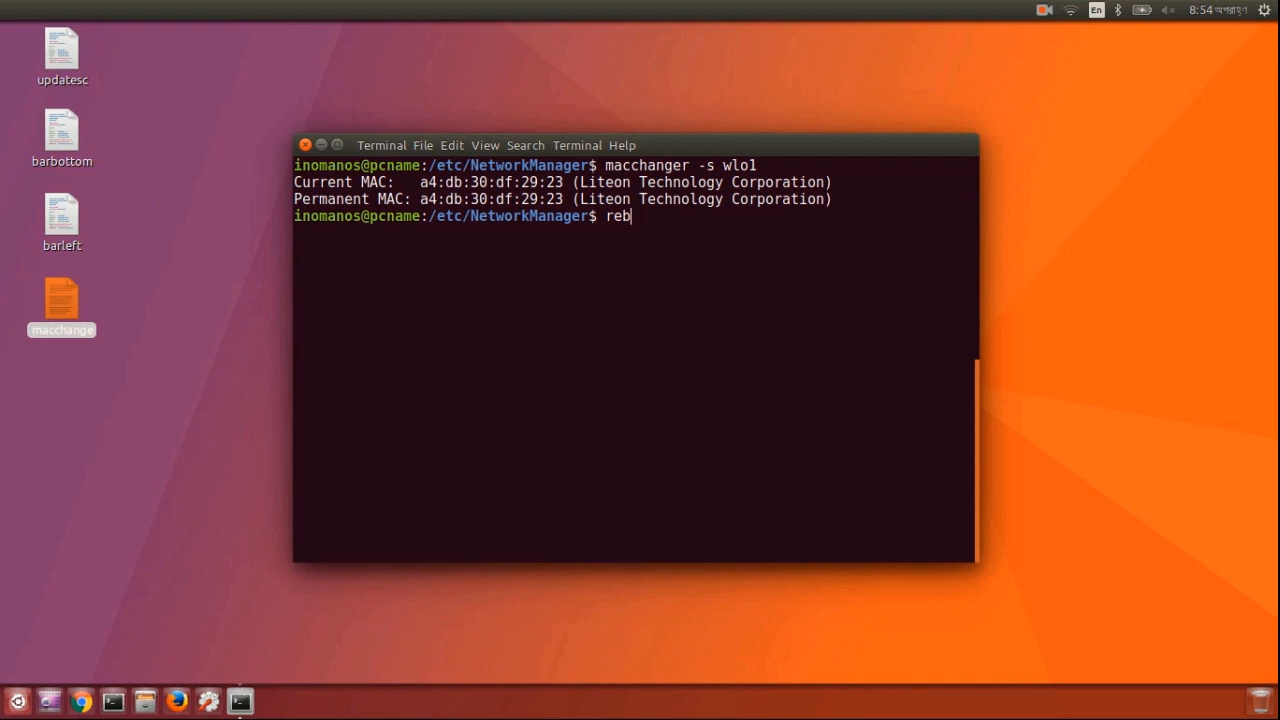 En
8:54 অপরাহ্ণ
updatesc
barbottom
barleft
macchange
Terminal File Edit View Search Terminal Help
inomanos@pcname:/etc/NetworkManager$ macchanger -s wlo1
Current MAC:   a4:db:30:df:29:23 (Liteon Technology Corporation)
Permanent MAC: a4:db:30:df:29:23 (Liteon Technology Corporation)
inomanos@pcname:/etc/NetworkManager$ reb